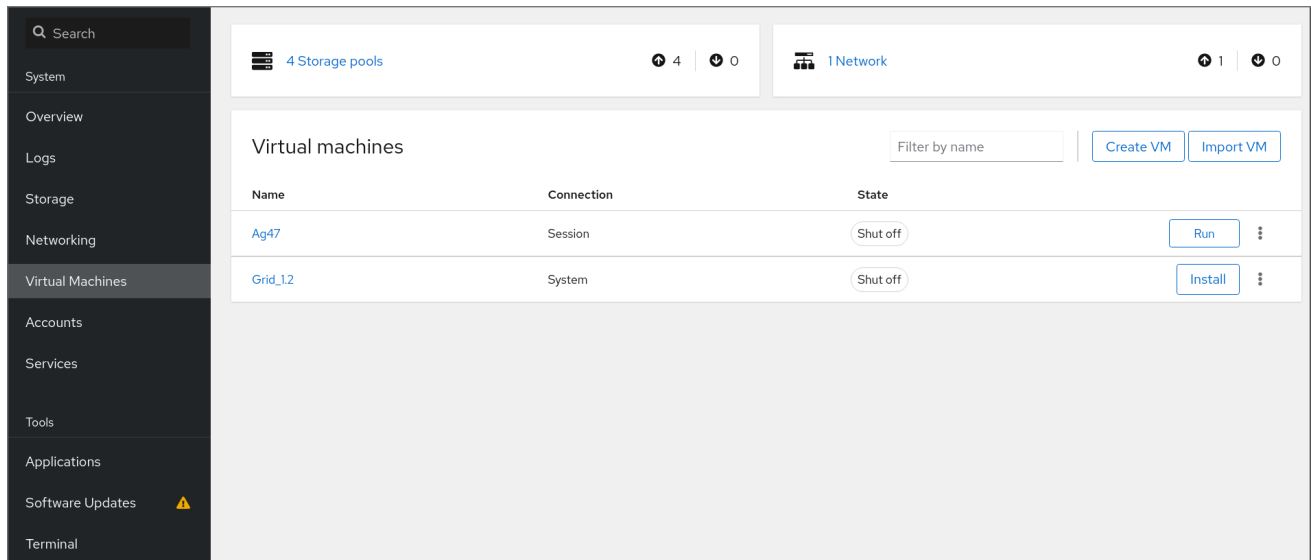 Search
System
Overview
Logs
Storage
Networking
Virtual Machines
Accounts
Services
Tools
Applications
Software Updates
Terminal
4 Storage pools 4 0
1 Network 1 0
Virtual machines Filter by name Create VM Import VM
Name Connection State
Ag47 Session Shut off Run
Grid_1.2 System Shut off Install